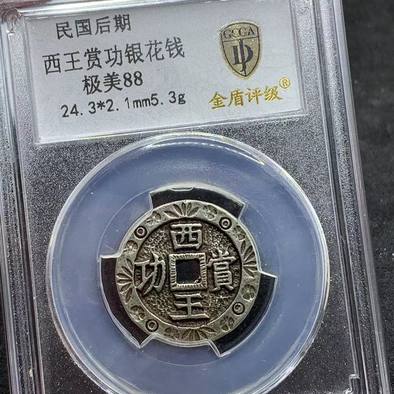 民国后期
西王赏功银花钱
极美88
24.3*2.1mm5.3g
GCGA
金盾评级®
西
功 赏
王